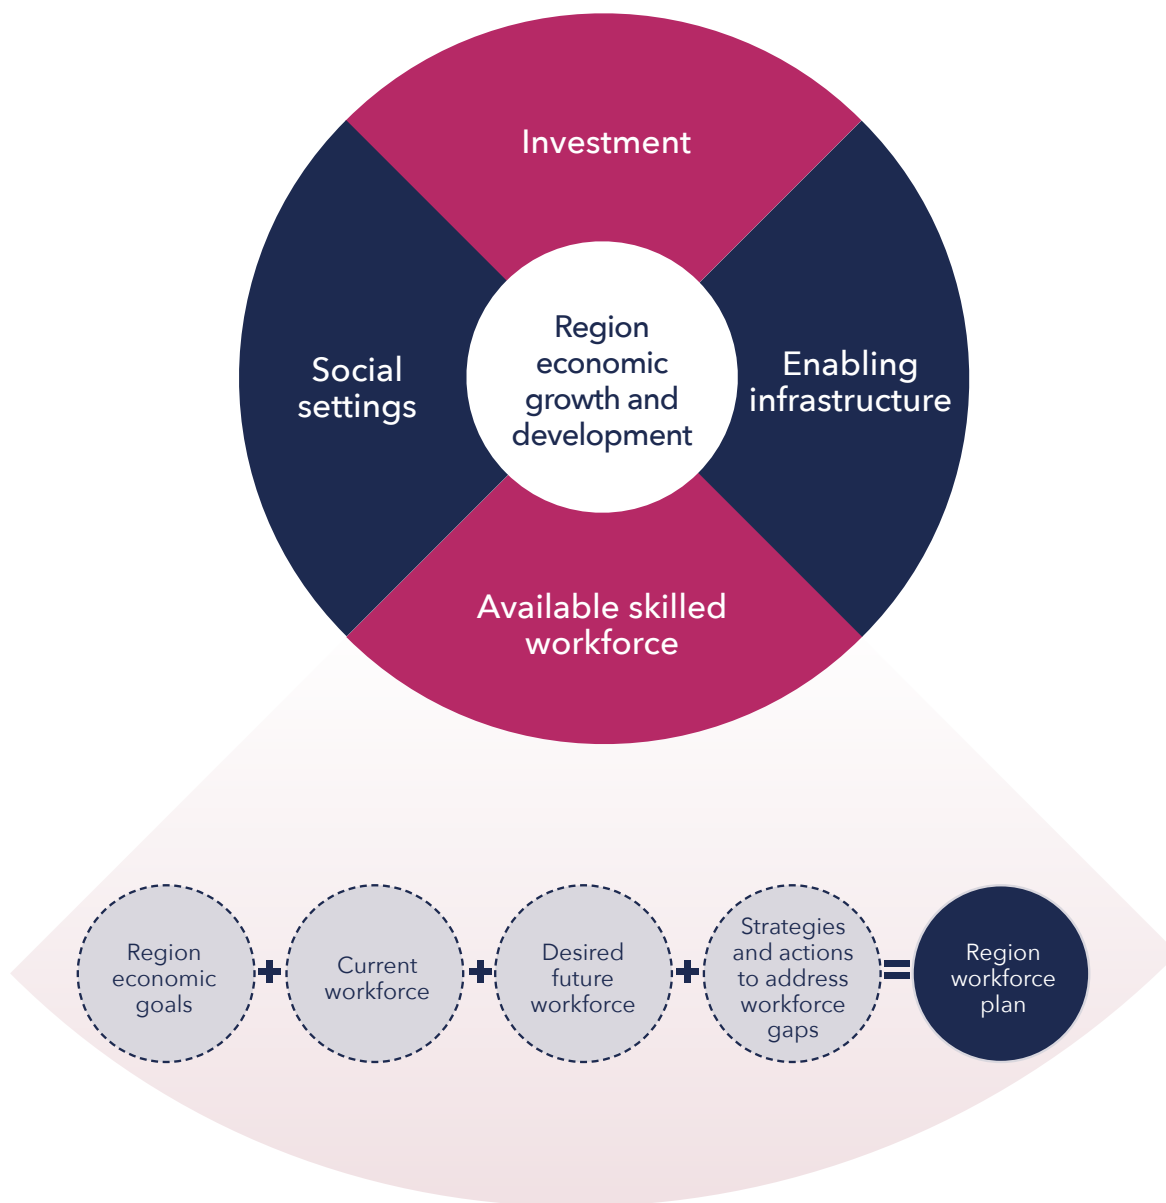 Investment
Social
settings
Region
economic
growth and
development
Enabling
infrastructure
Available skilled
workforce
Region
economic
goals
+
Current
workforce
+
Desired
future
workforce
+
Strategies
and actions
to address
workforce
gaps
=
Region
workforce
plan